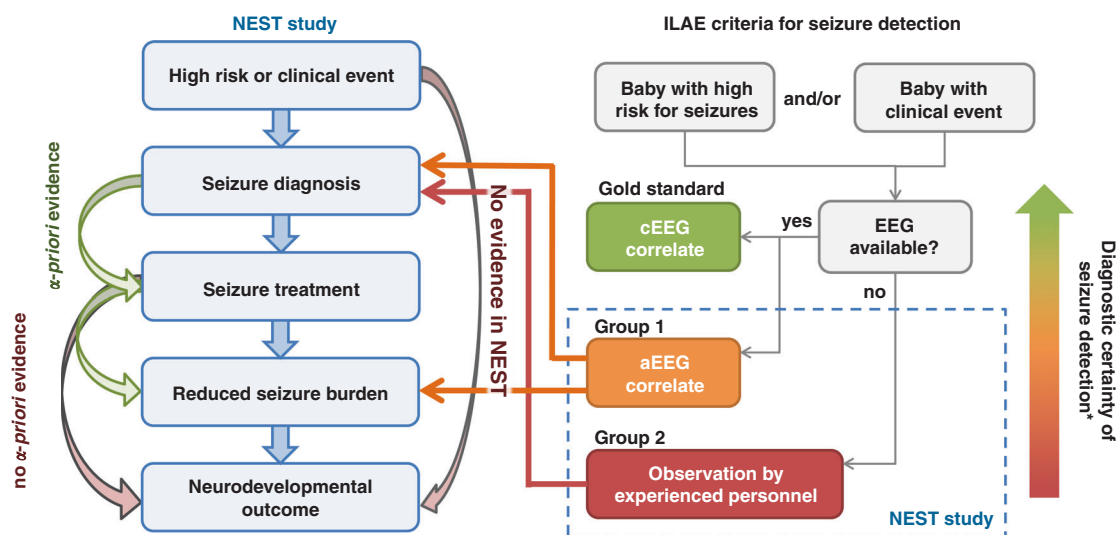 NEST study
High risk or clinical event
Seizure diagnosis
Seizure treatment
Reduced seizure burden
Neurodevelopmental
outcome
α-priori evidence
no α-priori evidence
No evidence in NEST
ILAE criteria for seizure detection
Baby with high
risk for seizures
and/or
Baby with
clinical event
Gold standard
cEEG
correlate
yes
EEG
available?
no
Group 1
aEEG
correlate
Group 2
Observation by
experienced personnel
NEST study
Diagnostic certainty of
seizure detection*